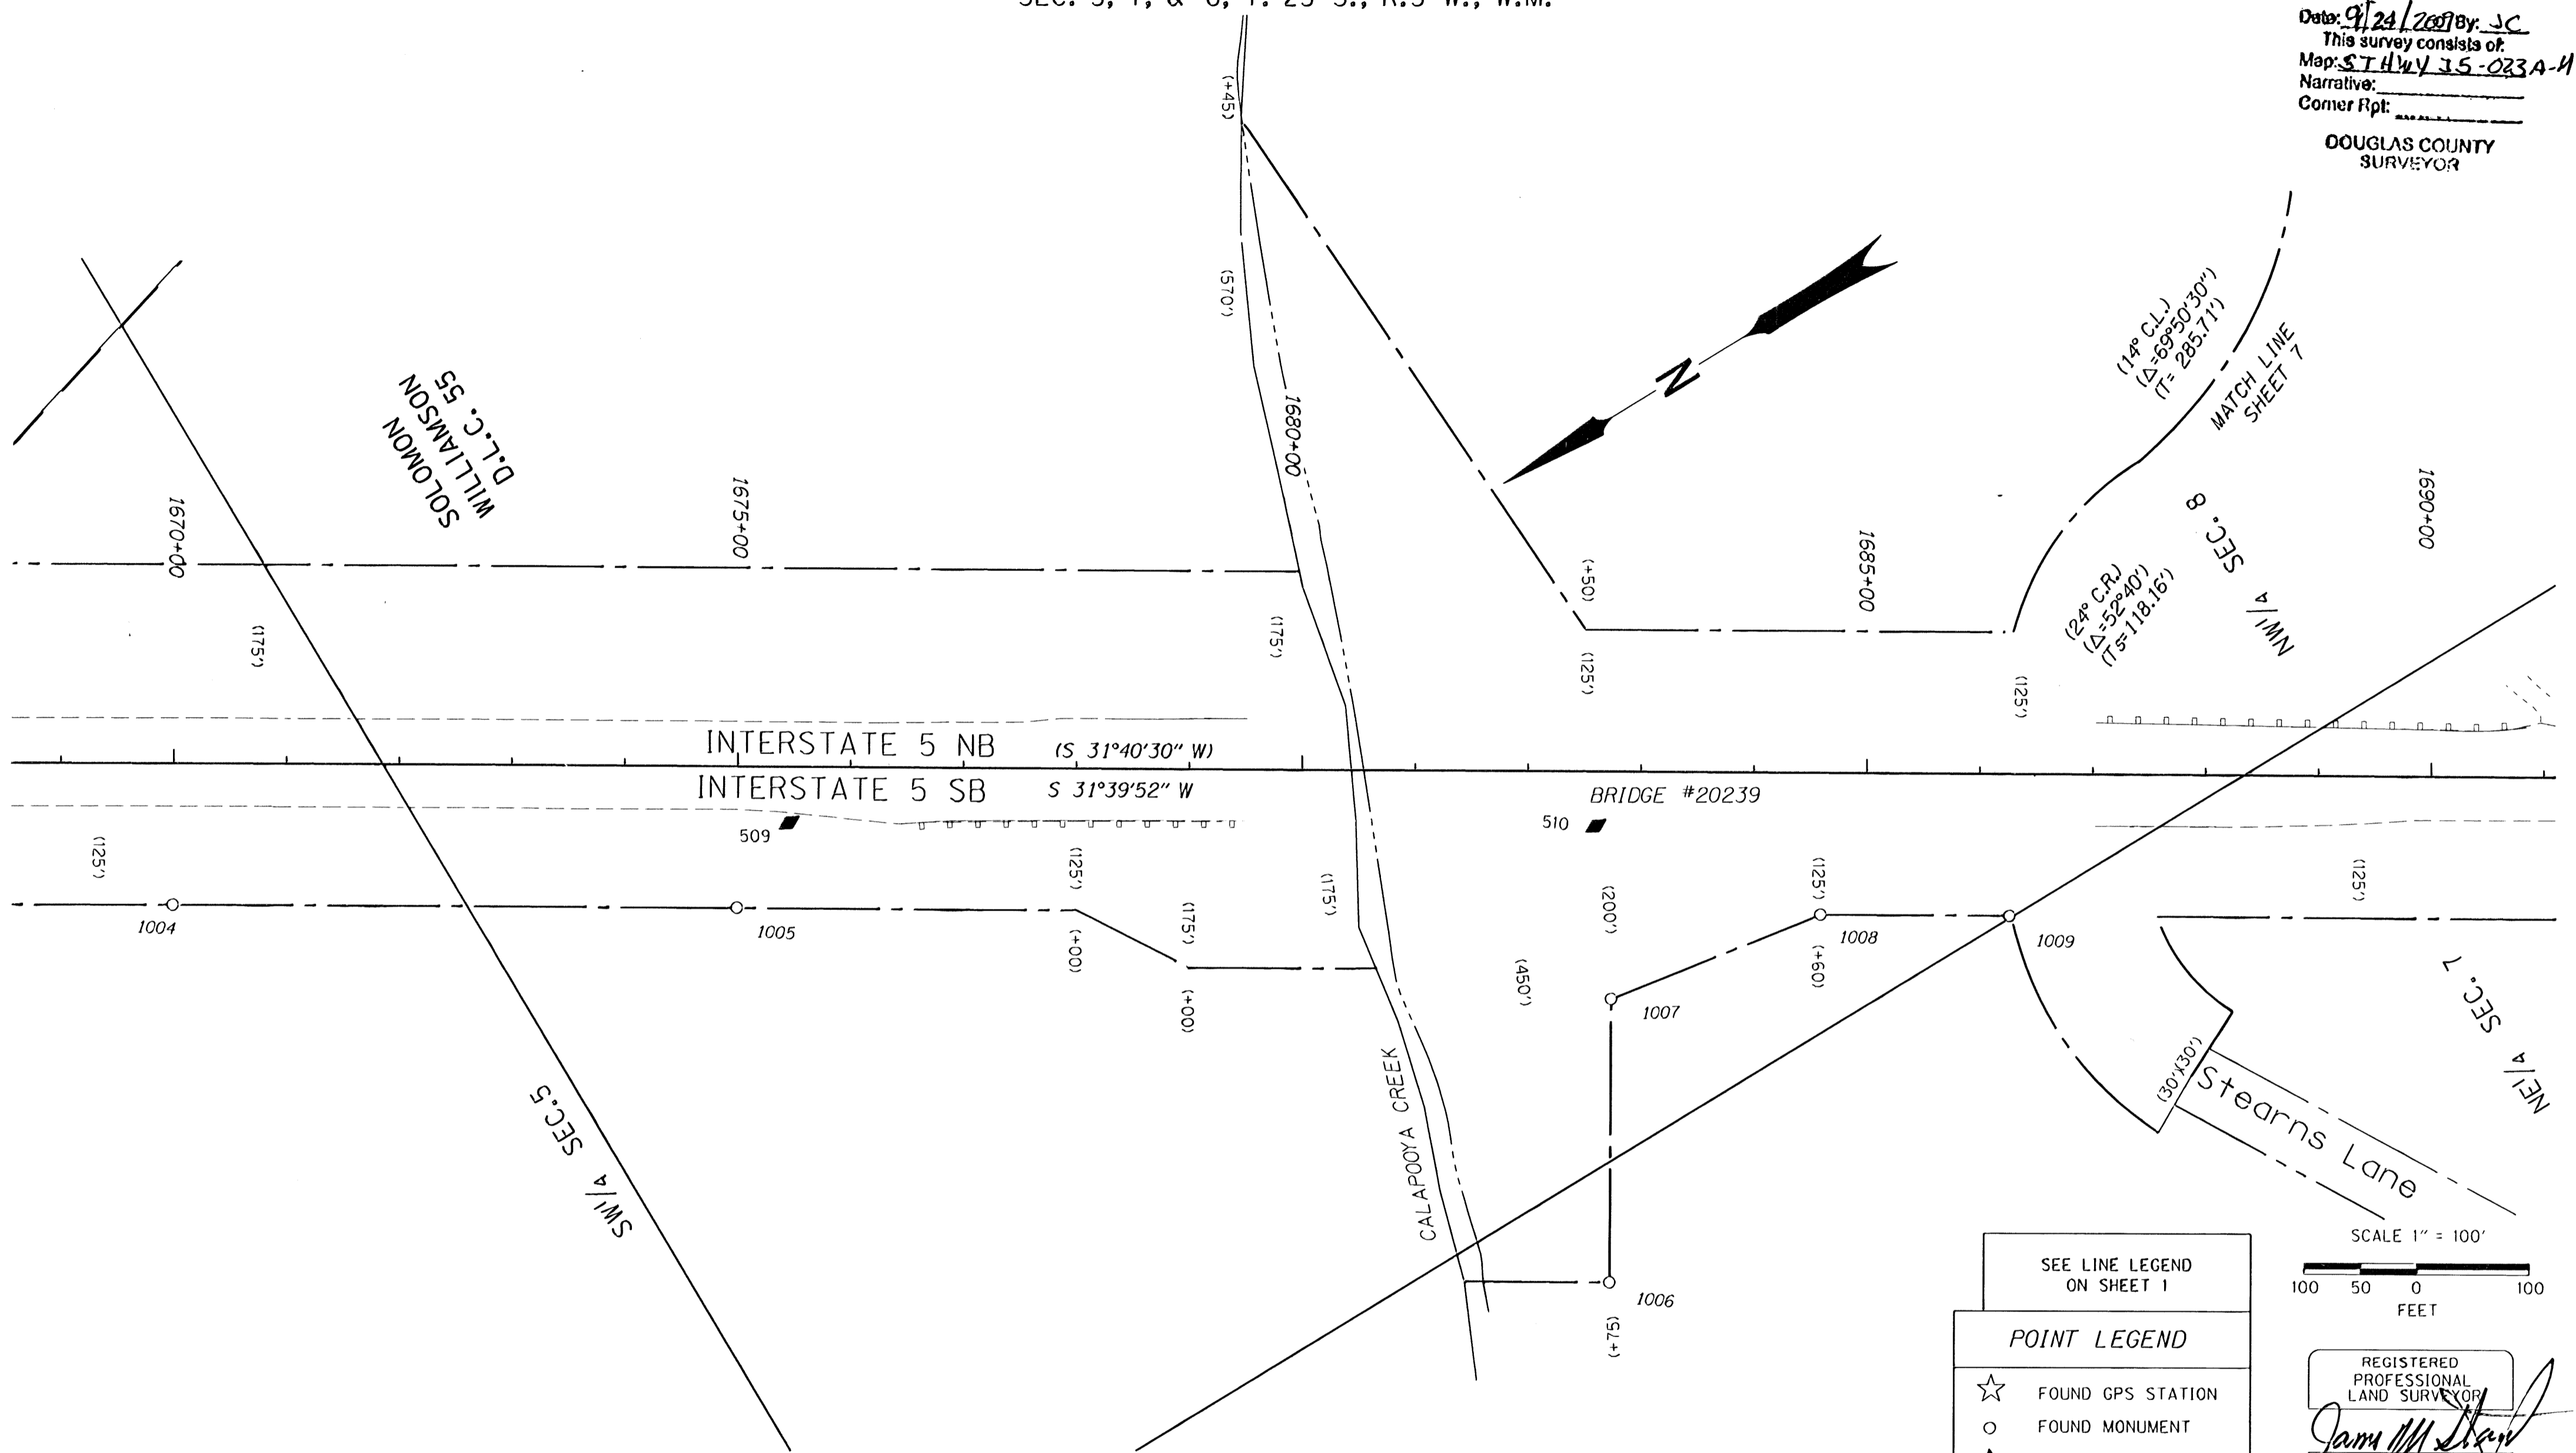 Date: 9/24/2009 By: JC
This survey consists of:
Map: STHWY I5-023A-H
Narrative:
Corner Rpt:
DOUGLAS COUNTY
SURVEYOR
(+45)
(570')
1680+00
N
(14° C.L.)
(Δ=69°50'30")
(T= 285.71')
MATCH LINE
SHEET 7
SOLOMON
WILLIAMSON
D.L.C. 55
1670+00
1675+00
(+50)
1685+00
(24° C.R.)
(Δ=52°40')
(Ts=118.16')
NW1/4 SEC. 8
1690+00
(175')
(175')
(125')
(125')
INTERSTATE 5 NB (S 31°40'30" W)
INTERSTATE 5 SB S 31°39'52" W
BRIDGE #20239
509
510
(125')
(125')
(175')
(175')
(200')
(125')
(125')
1004
1005
(+00)
(+00)
(450')
1007
1008
(+60)
1009
NE1/4 SEC. 7
(30'X30')
Stearns Lane
SW1/4 SEC.5
CALAPOOYA CREEK
1006
(+75)
SEE LINE LEGEND
ON SHEET 1
SCALE 1" = 100'
100 50 0 100
FEET
POINT LEGEND
FOUND GPS STATION
FOUND MONUMENT
REGISTERED
PROFESSIONAL
LAND SURVEYOR